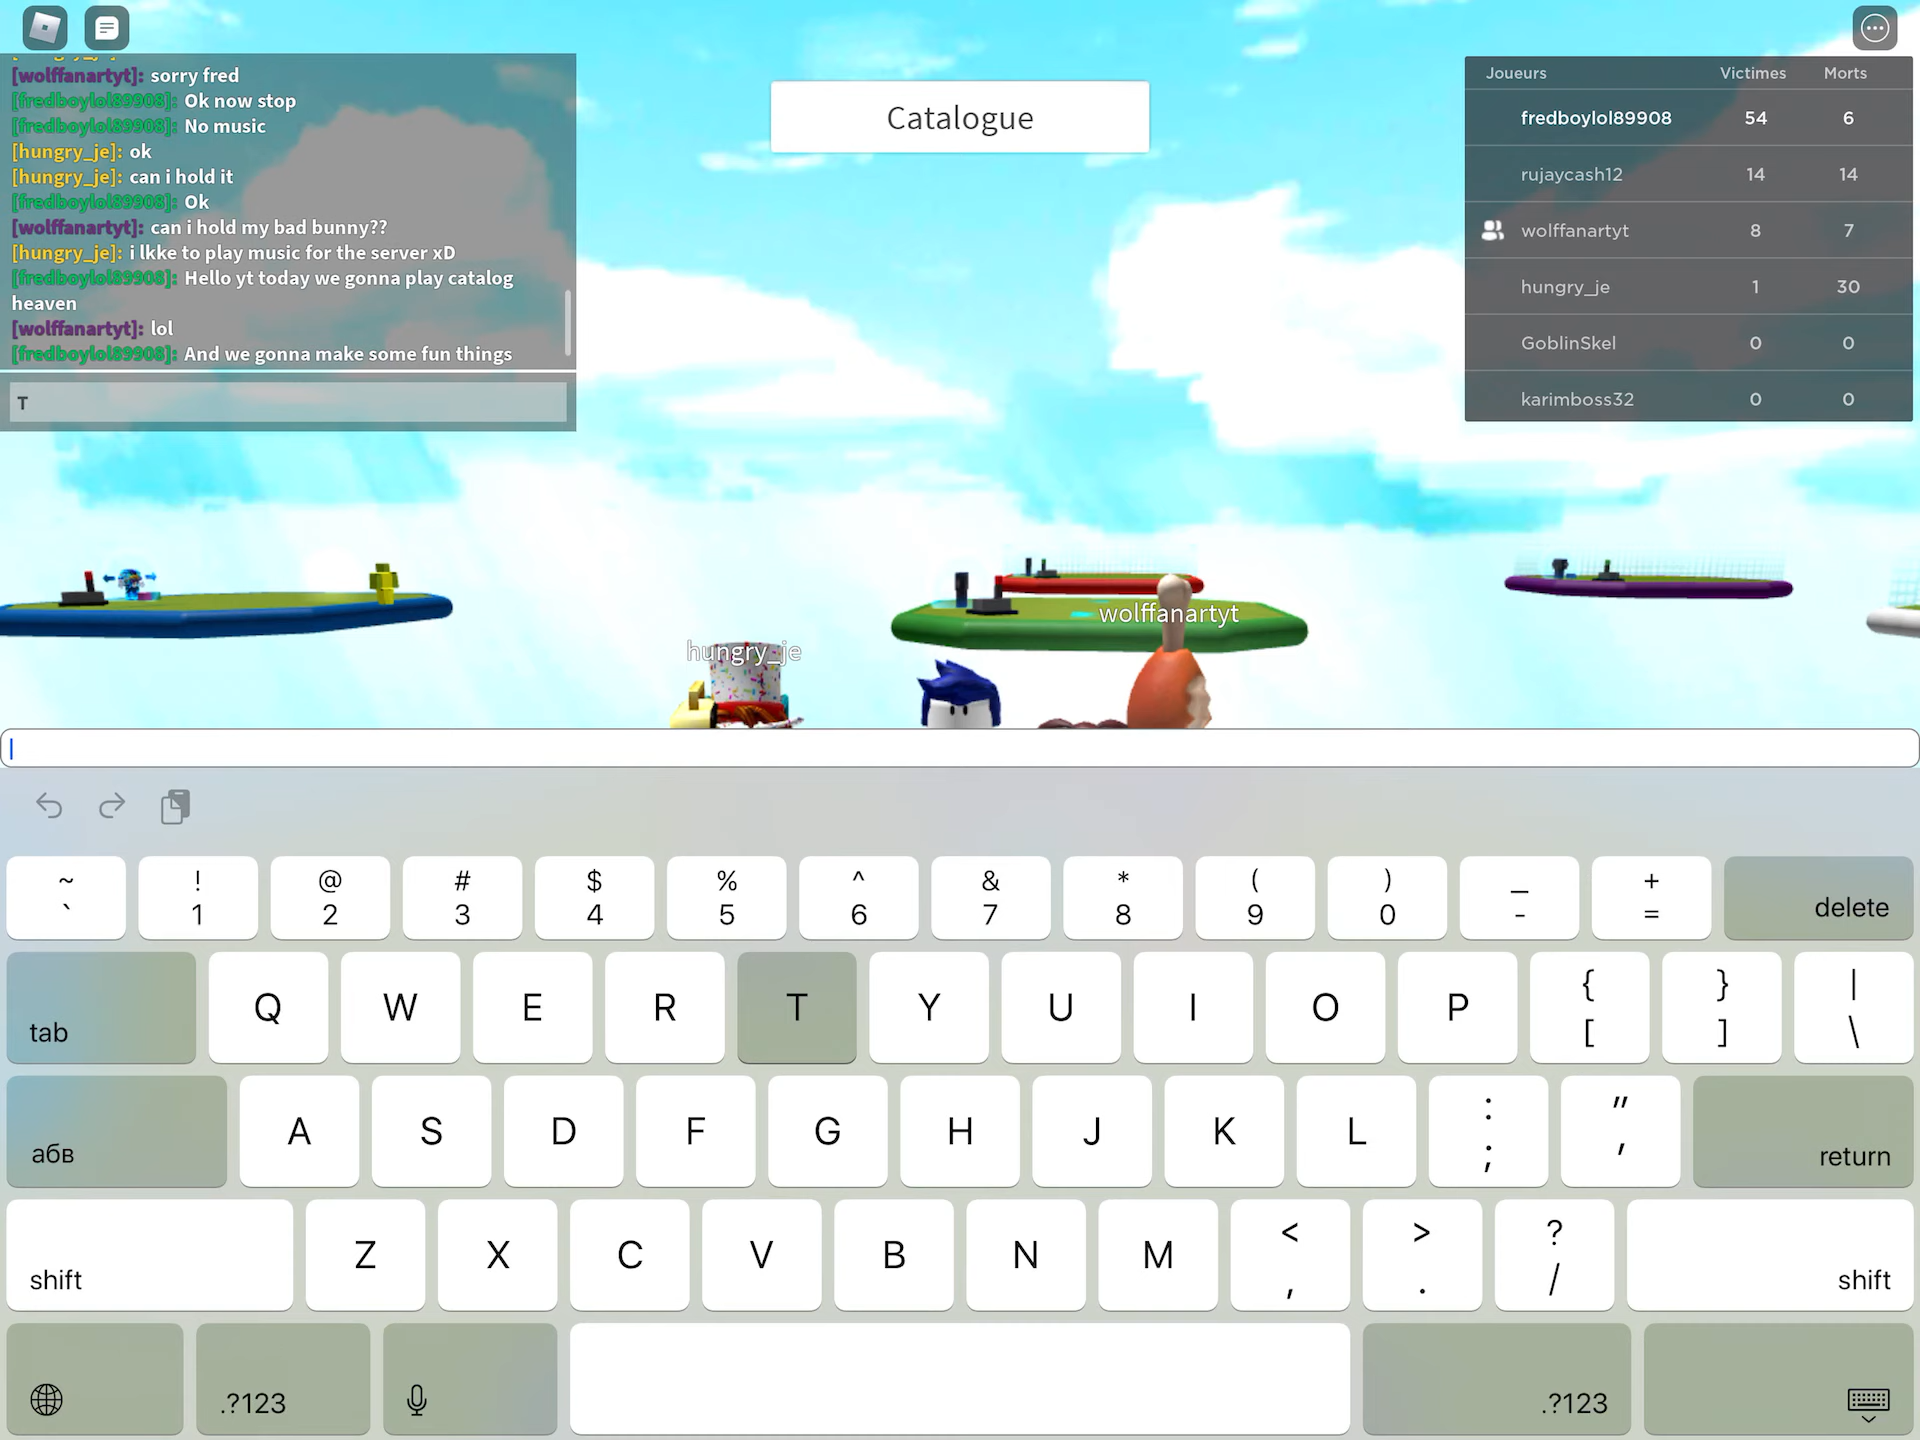 [wolffanartyt]: sorry fred
[fredboylol89908]: Ok now stop
[fredboylol89908]: No music
[hungry_je]: ok
[hungry_je]: can i hold it
[fredboylol89908]: Ok
[wolffanartyt]: can i hold my bad bunny??
[hungry_je]: i lkke to play music for the server xD
[fredboylol89908]: Hello yt today we gonna play catalog
heaven
[wolffanartyt]: lol
[fredboylol89908]: And we gonna make some fun things
T
Catalogue
Joueurs Victimes Morts
fredboylol89908 54 6
rujaycash12 14 14
wolffanartyt 8 7
hungry_je 1 30
GoblinSkel 0 0
karimboss32 0 0
wolffanartyt
hungry_je
~ ! @ # $ % ^ & * ( ) _ +
` 1 2 3 4 5 6 7 8 9 0 - = delete
tab Q W E R T Y U I O P { [ } ] | \
абв A S D F G H J K L : ; " ' return
shift Z X C V B N M < , > . ? / shift
.?123 .?123